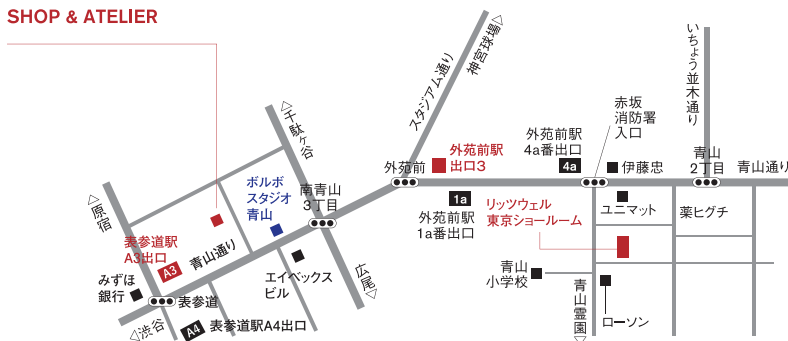 SHOP & ATELIER
△原宿
表参道駅
A3出口
A3
みずほ
銀行
表参道
▽渋谷
A4
表参道駅A4出口
青山通り
ボルボ
スタジオ
青山
△千駄ヶ谷
南青山
3丁目
エイベックス
ビル
広尾▽
スタジアム通り
神宮球場△
外苑前
外苑前駅
出口3
1a
外苑前駅
1a番出口
外苑前駅
4a番出口
4a
赤坂
消防署
入口
伊藤忠
いちょう並木通り
青山
2丁目
青山通り
リッツウェル
東京ショールーム
ユニマット
薬ヒグチ
青山
小学校
青山霊園▽
ローソン